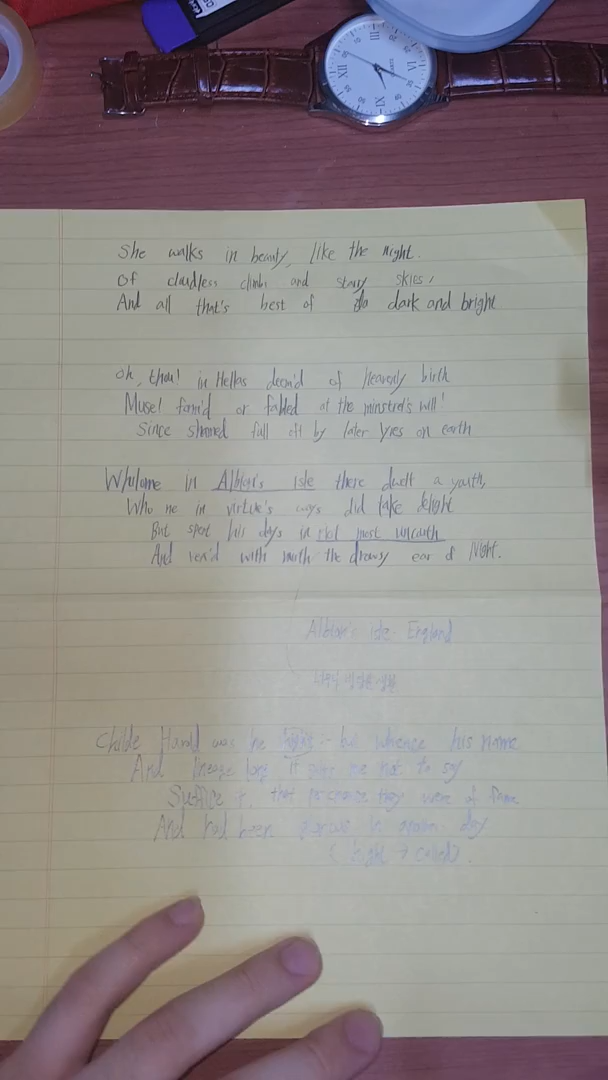 She walks in beauty, like the night.
Of cloudless climbs and starry skies,
And all that's best of dark and bright
Oh, thou! in Hellas deem'd of Heavenly birth
Muse! form'd or fabled at the minstrel's will!
Since shamed full oft by later lyres on earth
Whilome in Albion's isle there dwelt a youth,
Who ne in virtue's ways did take delight
But spent his days in riot most uncouth
And vex'd with mirth the drowsy ear of Night.
Albion's isle England
Childe Harold was he hight :- but whence his name
And lineage long, it me not to say
Suffice it, that perchance they were of fame
And had been in day
( hight → called).